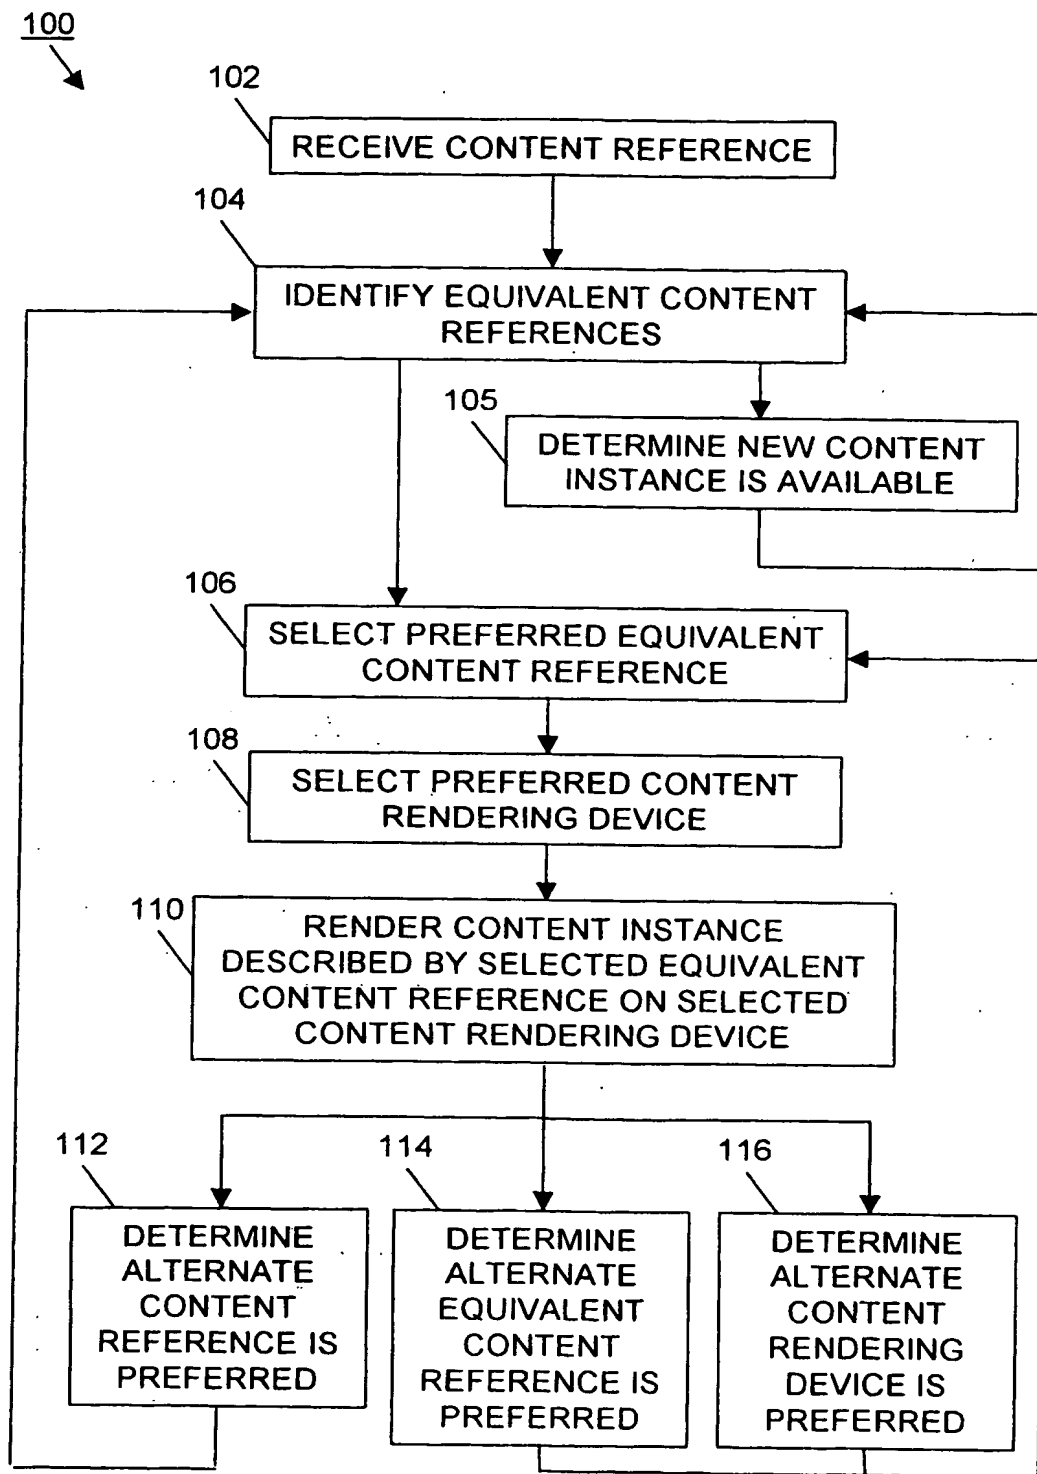 100
102
RECEIVE CONTENT REFERENCE
104
IDENTIFY EQUIVALENT CONTENT
REFERENCES
105
DETERMINE NEW CONTENT
INSTANCE IS AVAILABLE
106
SELECT PREFERRED EQUIVALENT
CONTENT REFERENCE
108
SELECT PREFERRED CONTENT
RENDERING DEVICE
110
RENDER CONTENT INSTANCE
DESCRIBED BY SELECTED EQUIVALENT
CONTENT REFERENCE ON SELECTED
CONTENT RENDERING DEVICE
112
DETERMINE
ALTERNATE
CONTENT
REFERENCE IS
PREFERRED
114
DETERMINE
ALTERNATE
EQUIVALENT
CONTENT
REFERENCE IS
PREFERRED
116
DETERMINE
ALTERNATE
CONTENT
RENDERING
DEVICE IS
PREFERRED